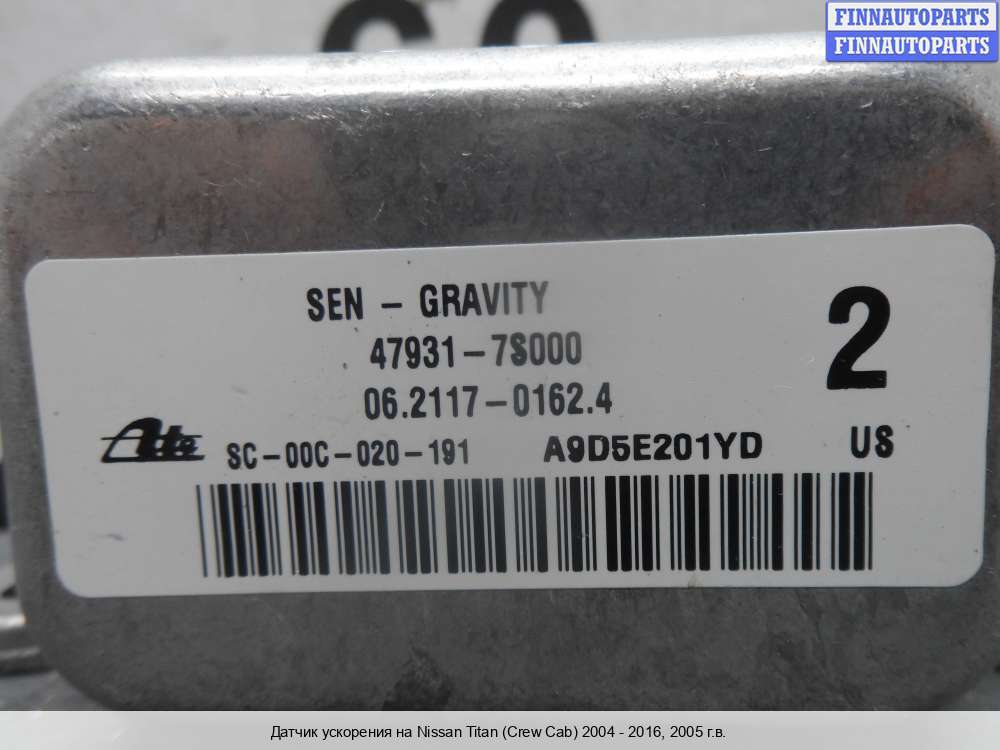 FINNAUTOPARTS
FINNAUTOPARTS
SEN - GRAVITY
47931-7S000
2
06.2117-0162.4
Ate SC-00C-020-191 A9D5E201YD US
Датчик ускорения на Nissan Titan (Crew Cab) 2004 - 2016, 2005 г.в.